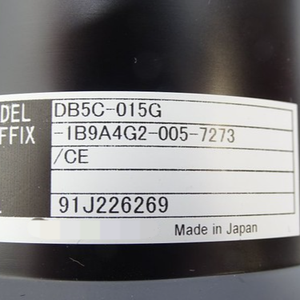 DEL DB5C-015G
FFIX -IB9A4G2-005-7273
/CE
91J226269
Made in Japan